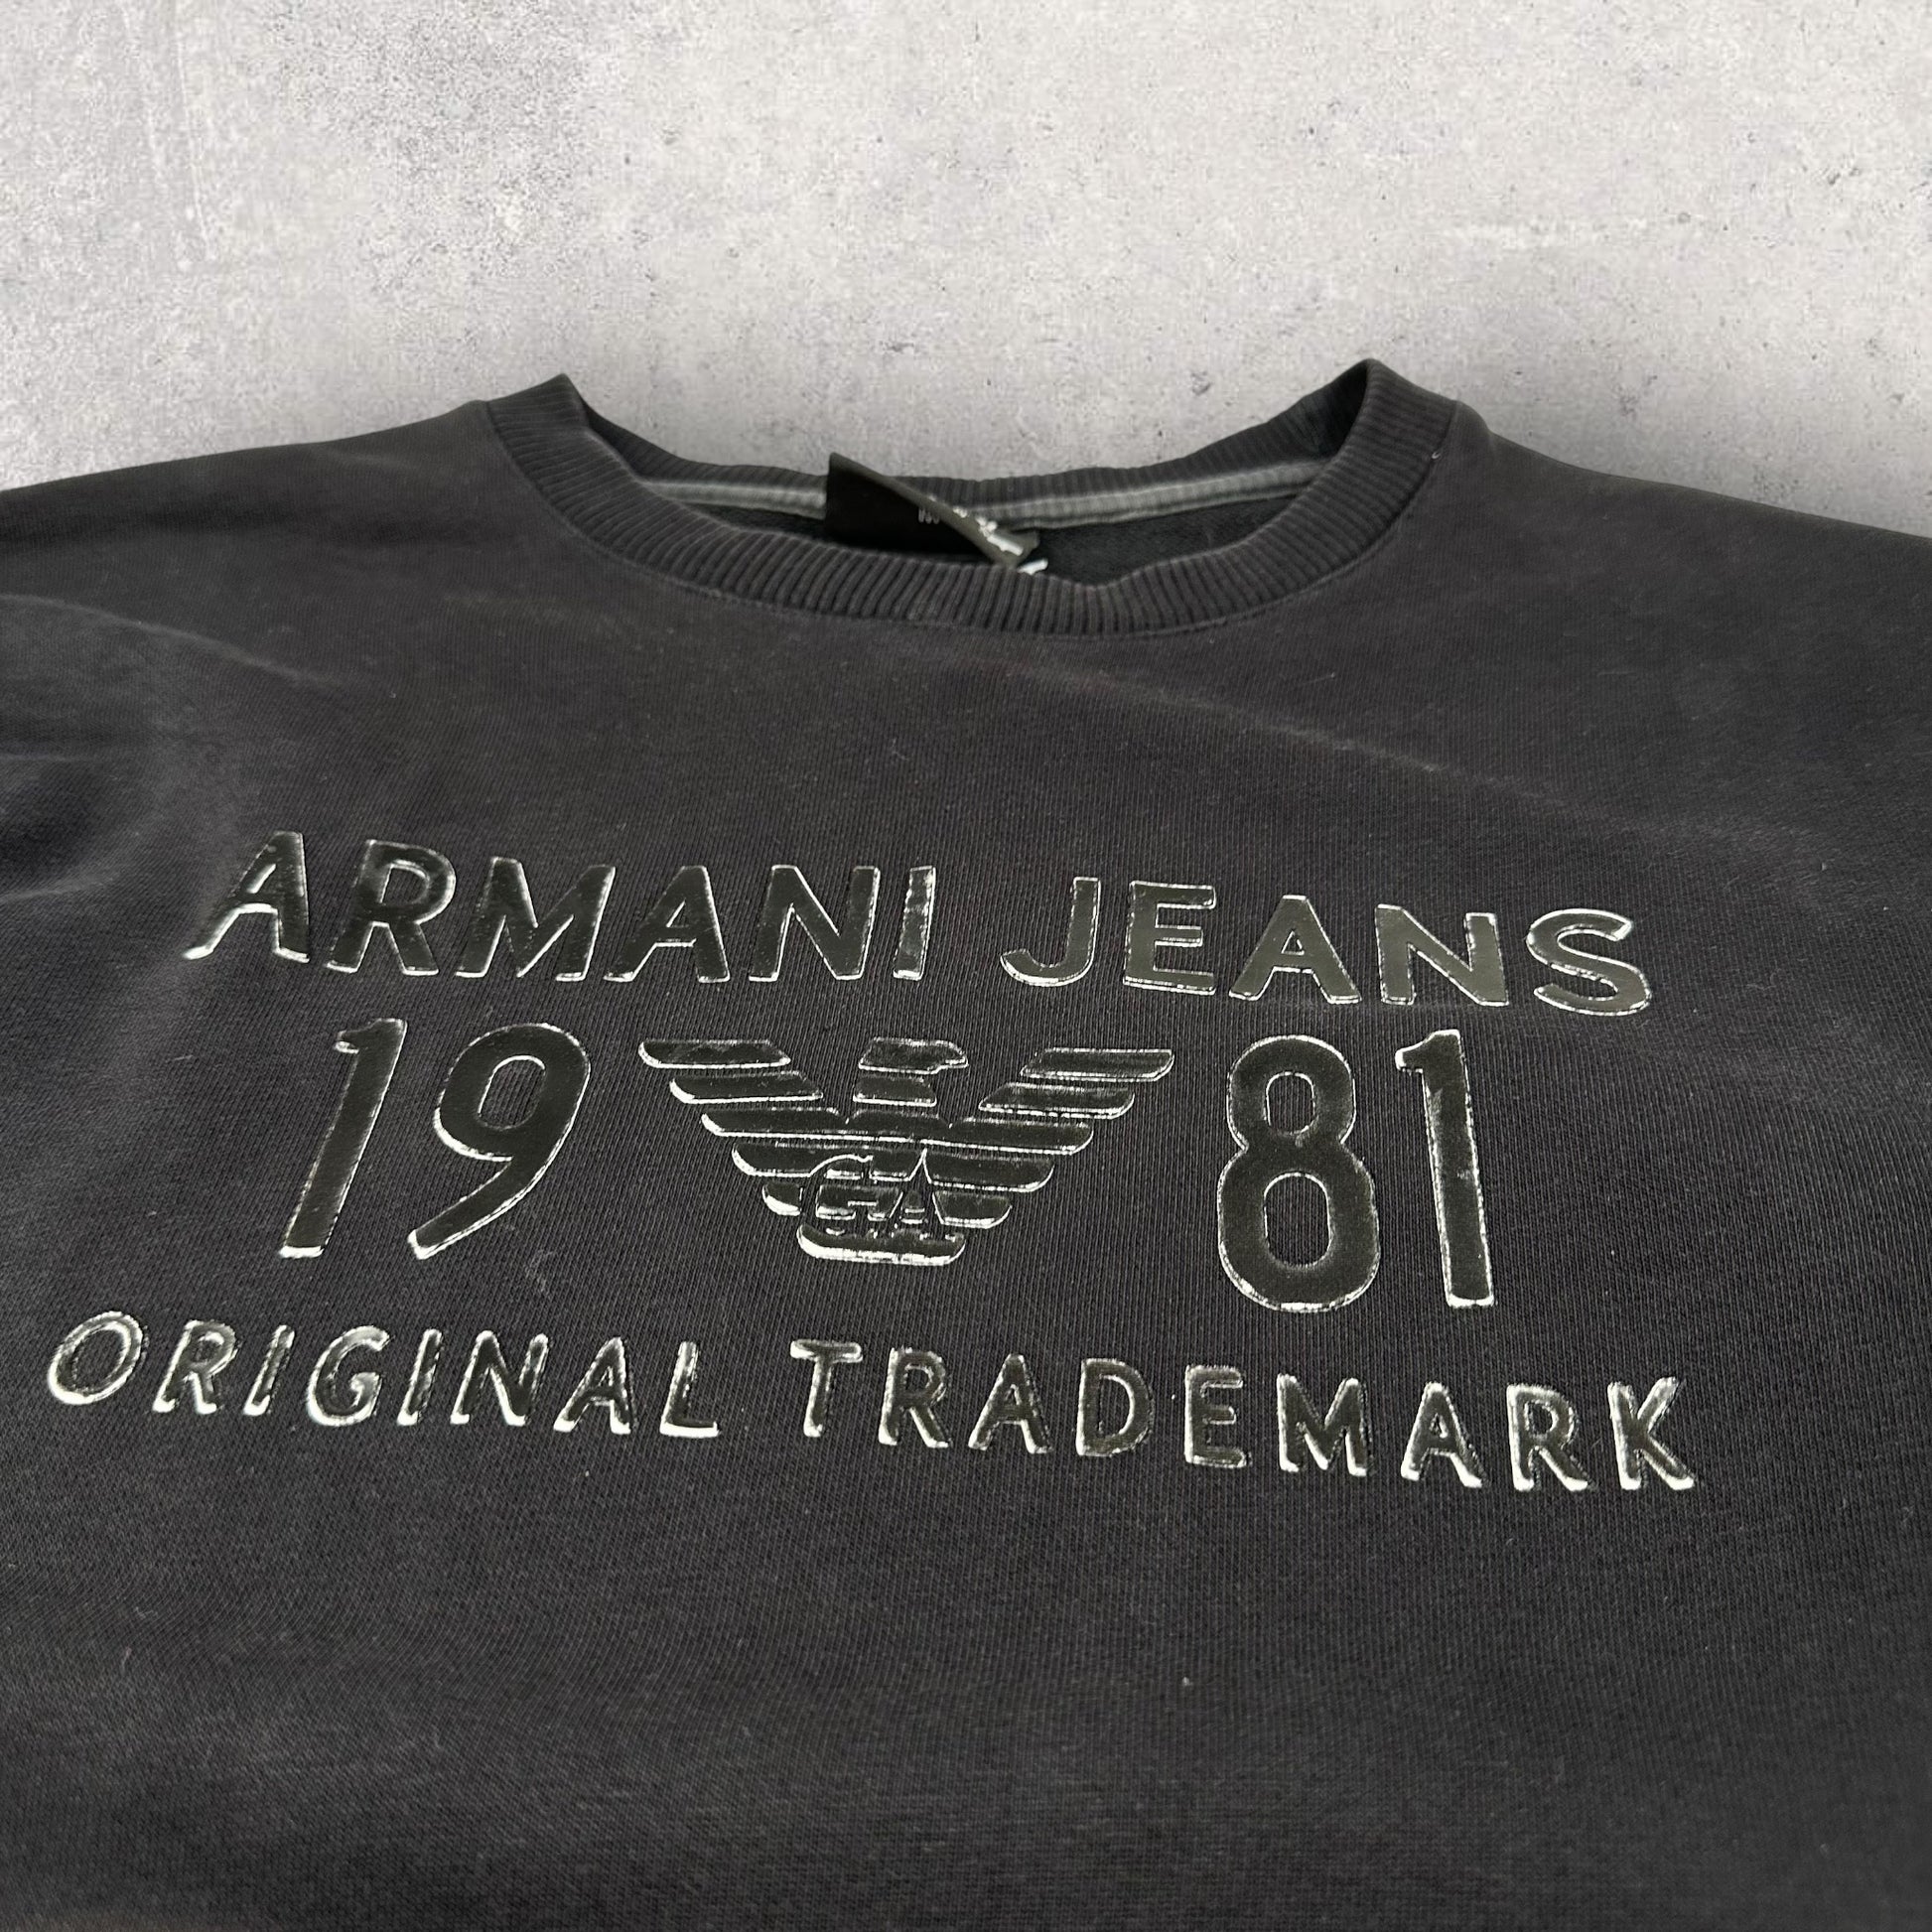 ARMANI JEANS
19 GA 81
ORIGINAL TRADEMARK